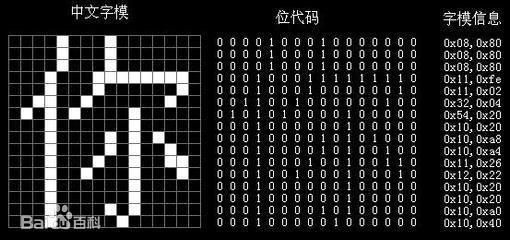 中文字模 位代码 字模信息
0 0 0 0 1 0 0 0 1 0 0 0 0 0 0 0 0x08,0x80
0 0 0 0 1 0 0 0 1 0 0 0 0 0 0 0 0x08,0x80
0 0 0 0 1 0 0 0 1 0 0 0 0 0 0 0 0x08,0x80
0 0 0 1 0 0 0 1 1 1 1 1 1 1 1 0 0x11,0xfe
0 0 0 1 0 0 0 1 0 0 0 0 0 0 1 0 0x11,0x02
0 0 1 1 0 0 1 0 0 0 0 0 0 1 0 0 0x32,0x04
0 1 0 1 0 1 0 0 0 0 1 0 0 0 0 0 0x54,0x20
0 0 0 1 0 0 0 0 0 0 1 0 0 0 0 0 0x10,0x20
0 0 0 1 0 0 0 0 1 0 1 0 1 0 0 0 0x10,0xa8
0 0 0 1 0 0 0 0 1 0 1 0 0 1 0 0 0x10,0xa4
0 0 0 1 0 0 0 1 0 0 1 0 0 1 1 0 0x11,0x26
0 0 0 1 0 0 1 0 0 0 1 0 0 0 1 0 0x12,0x22
0 0 0 1 0 0 0 0 0 0 1 0 0 0 0 0 0x10,0x20
0 0 0 1 0 0 0 0 0 0 1 0 0 0 0 0 0x10,0x20
0 0 0 1 0 0 0 0 1 0 1 0 0 0 0 0 0x10,0xa0
0 0 0 1 0 0 0 0 0 1 0 0 0 0 0 0 0x10,0x40
Bai 百科